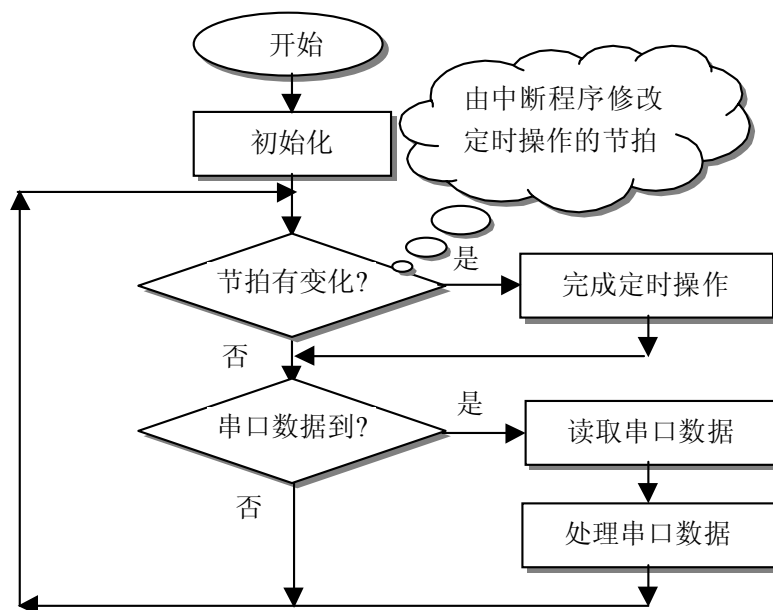 开始
由中断程序修改
定时操作的节拍
初始化
节拍有变化?
是
完成定时操作
否
串口数据到?
是
读取串口数据
否
处理串口数据